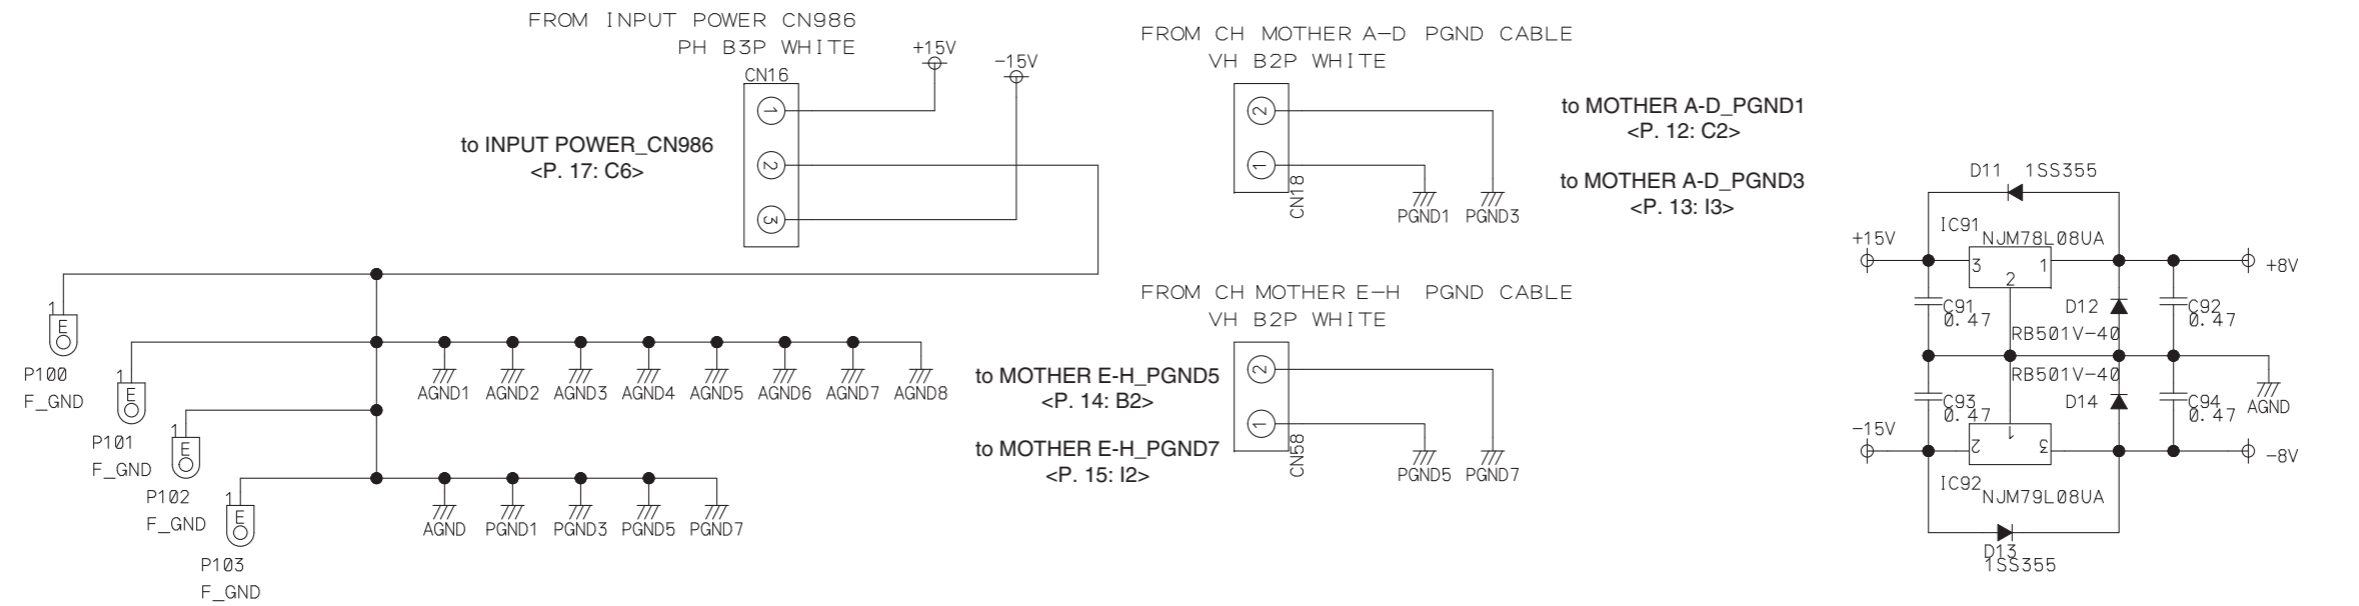 FROM INPUT POWER CN986
PH B3P WHITE
CN16
+15V
-15V
1
2
3
to INPUT POWER_CN986
<P. 17: C6>
FROM CH MOTHER A-D PGND CABLE
VH B2P WHITE
2
1
CN18
PGND1 PGND3
to MOTHER A-D_PGND1
<P. 12: C2>
to MOTHER A-D_PGND3
<P. 13: I3>
FROM CH MOTHER E-H PGND CABLE
VH B2P WHITE
to MOTHER E-H_PGND5
<P. 14: B2>
to MOTHER E-H_PGND7
<P. 15: I2>
2
1
CN58
PGND5 PGND7
1
E
P100
F_GND
1
E
P101
F_GND
1
E
P102
F_GND
1
E
P103
F_GND
AGND1 AGND2 AGND3 AGND4 AGND5 AGND6 AGND7 AGND8
AGND PGND1 PGND3 PGND5 PGND7
D11 1SS355
IC91
NJM78L08UA
+15V
3 1
2
+8V
C91
0.47
D12
RB501V-40
C92
0.47
RB501V-40
C93
0.47
D14
C94
0.47
AGND
-15V
1
2 3
-8V
IC92
NJM79L08UA
D13
1SS355